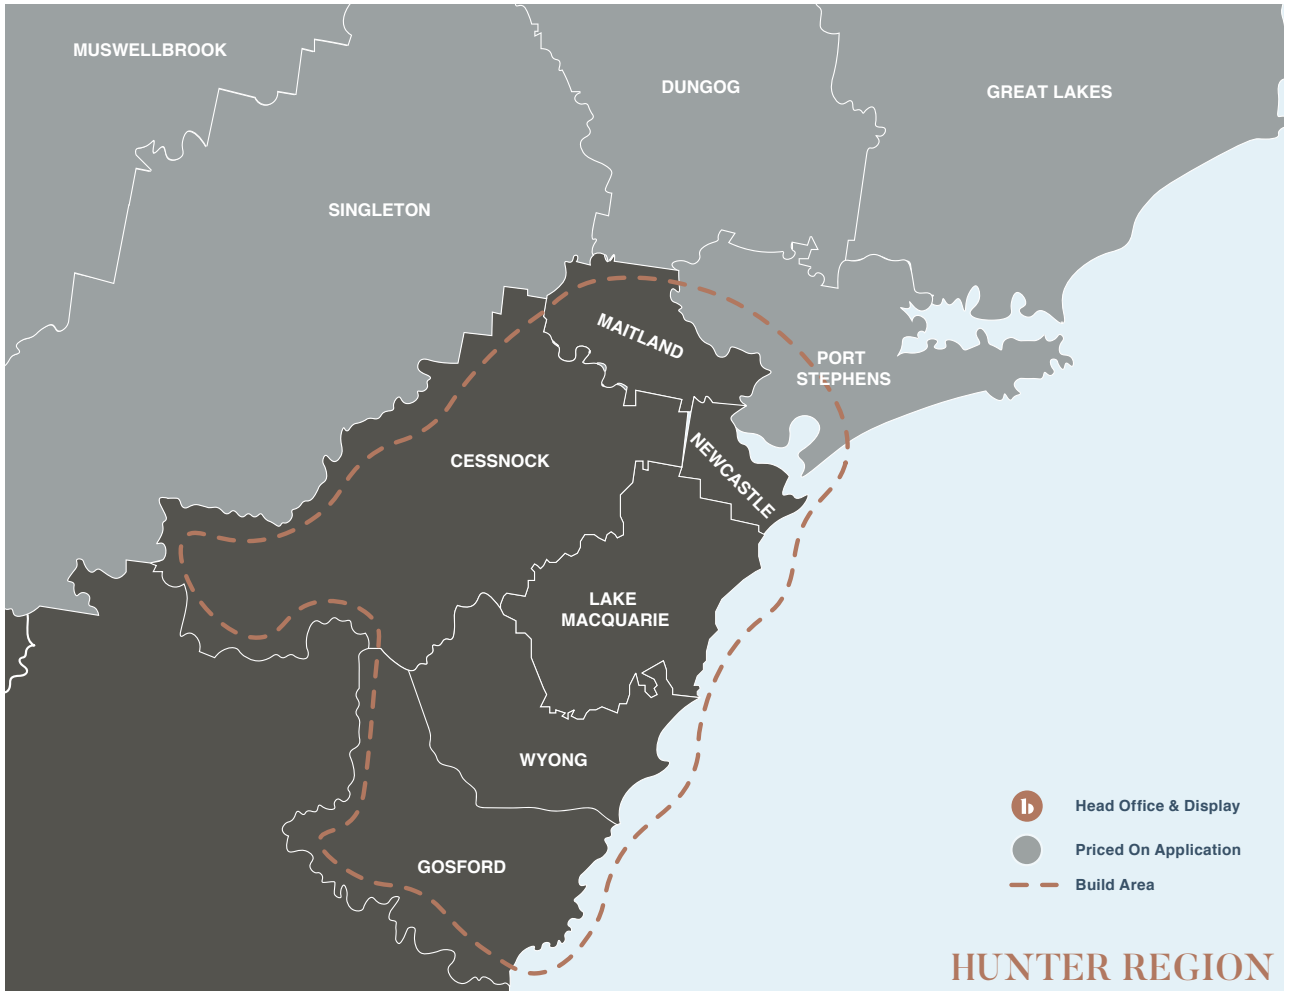 MUSWELLBROOK
DUNGOG
GREAT LAKES
SINGLETON
MAITLAND
PORT
STEPHENS
CESSNOCK
NEWCASTLE
LAKE
MACQUARIE
WYONG
GOSFORD
b
Head Office & Display
Priced On Application
Build Area
HUNTER REGION